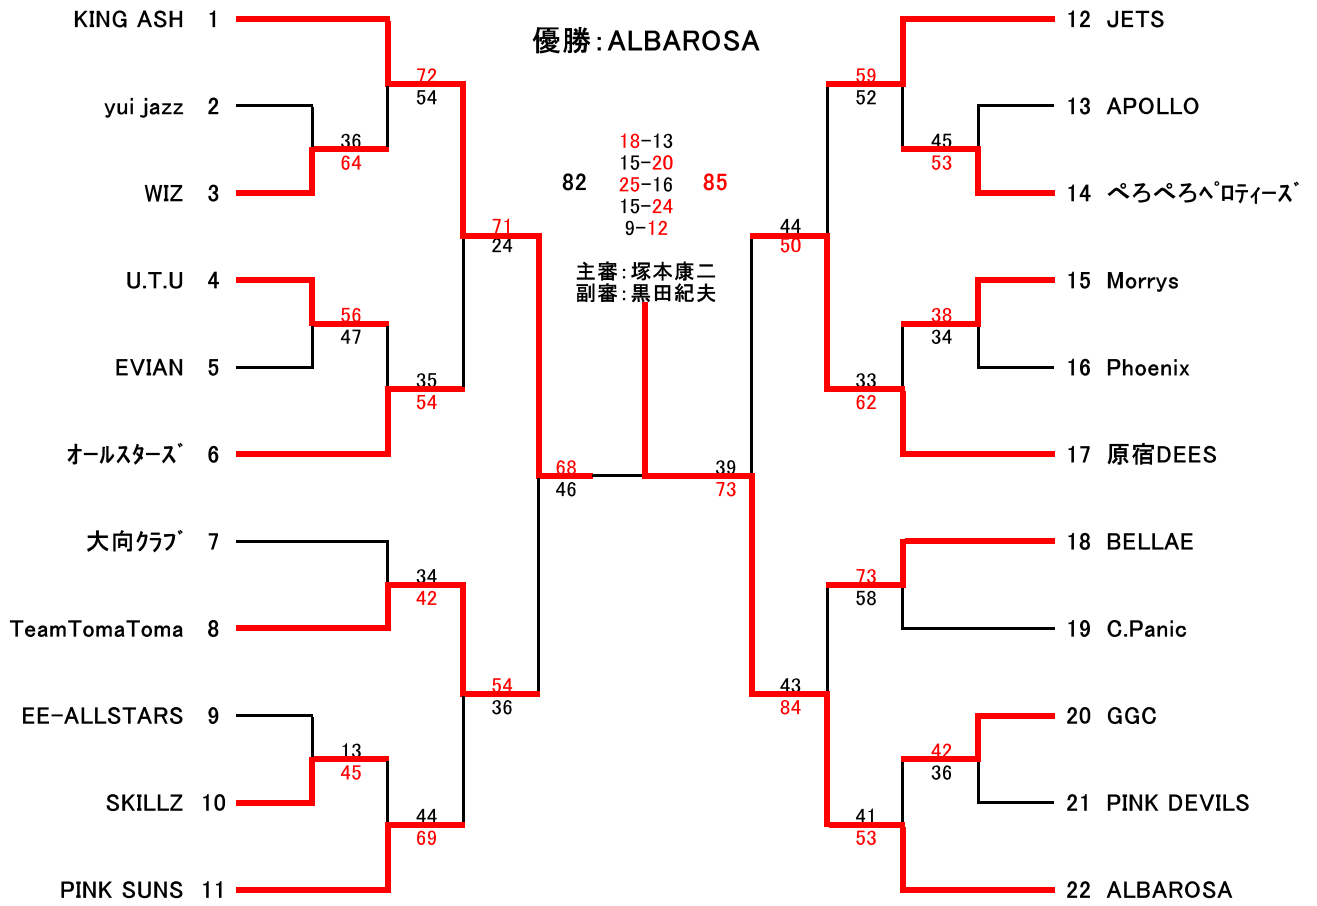 優勝：ALBAROSA
KING ASH 1
72
54
yui jazz 2
36
64
WIZ 3
71
24
U.T.U 4
56
47
EVIAN 5
35
54
ｵｰﾙｽﾀｰｽﾞ 6
68
46
大向ｸﾗﾌﾞ 7
34
42
TeamTomaToma 8
54
36
EE-ALLSTARS 9
13
45
SKILLZ 10
44
69
PINK SUNS 11
18-13
15-20
82 25-16 85
15-24
9-12
主審：塚本康二
副審：黒田紀夫
12 JETS
59
52
13 APOLLO
45
53
14 ぺろぺろﾍﾟﾛﾃｨｰｽﾞ
44
50
15 Morrys
38
34
16 Phoenix
33
62
17 原宿DEES
39
73
18 BELLAE
73
58
19 C.Panic
43
84
20 GGC
42
36
21 PINK DEVILS
41
53
22 ALBAROSA